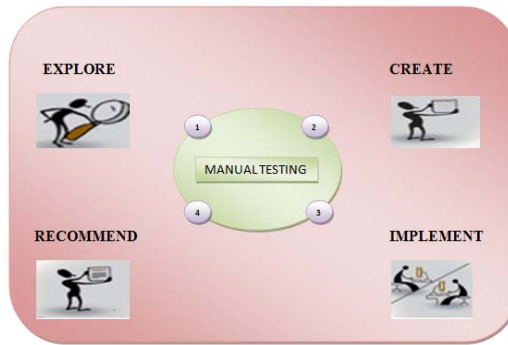 EXPLORE
CREATE
1
2
MANUAL TESTING
4
3
RECOMMEND
IMPLEMENT